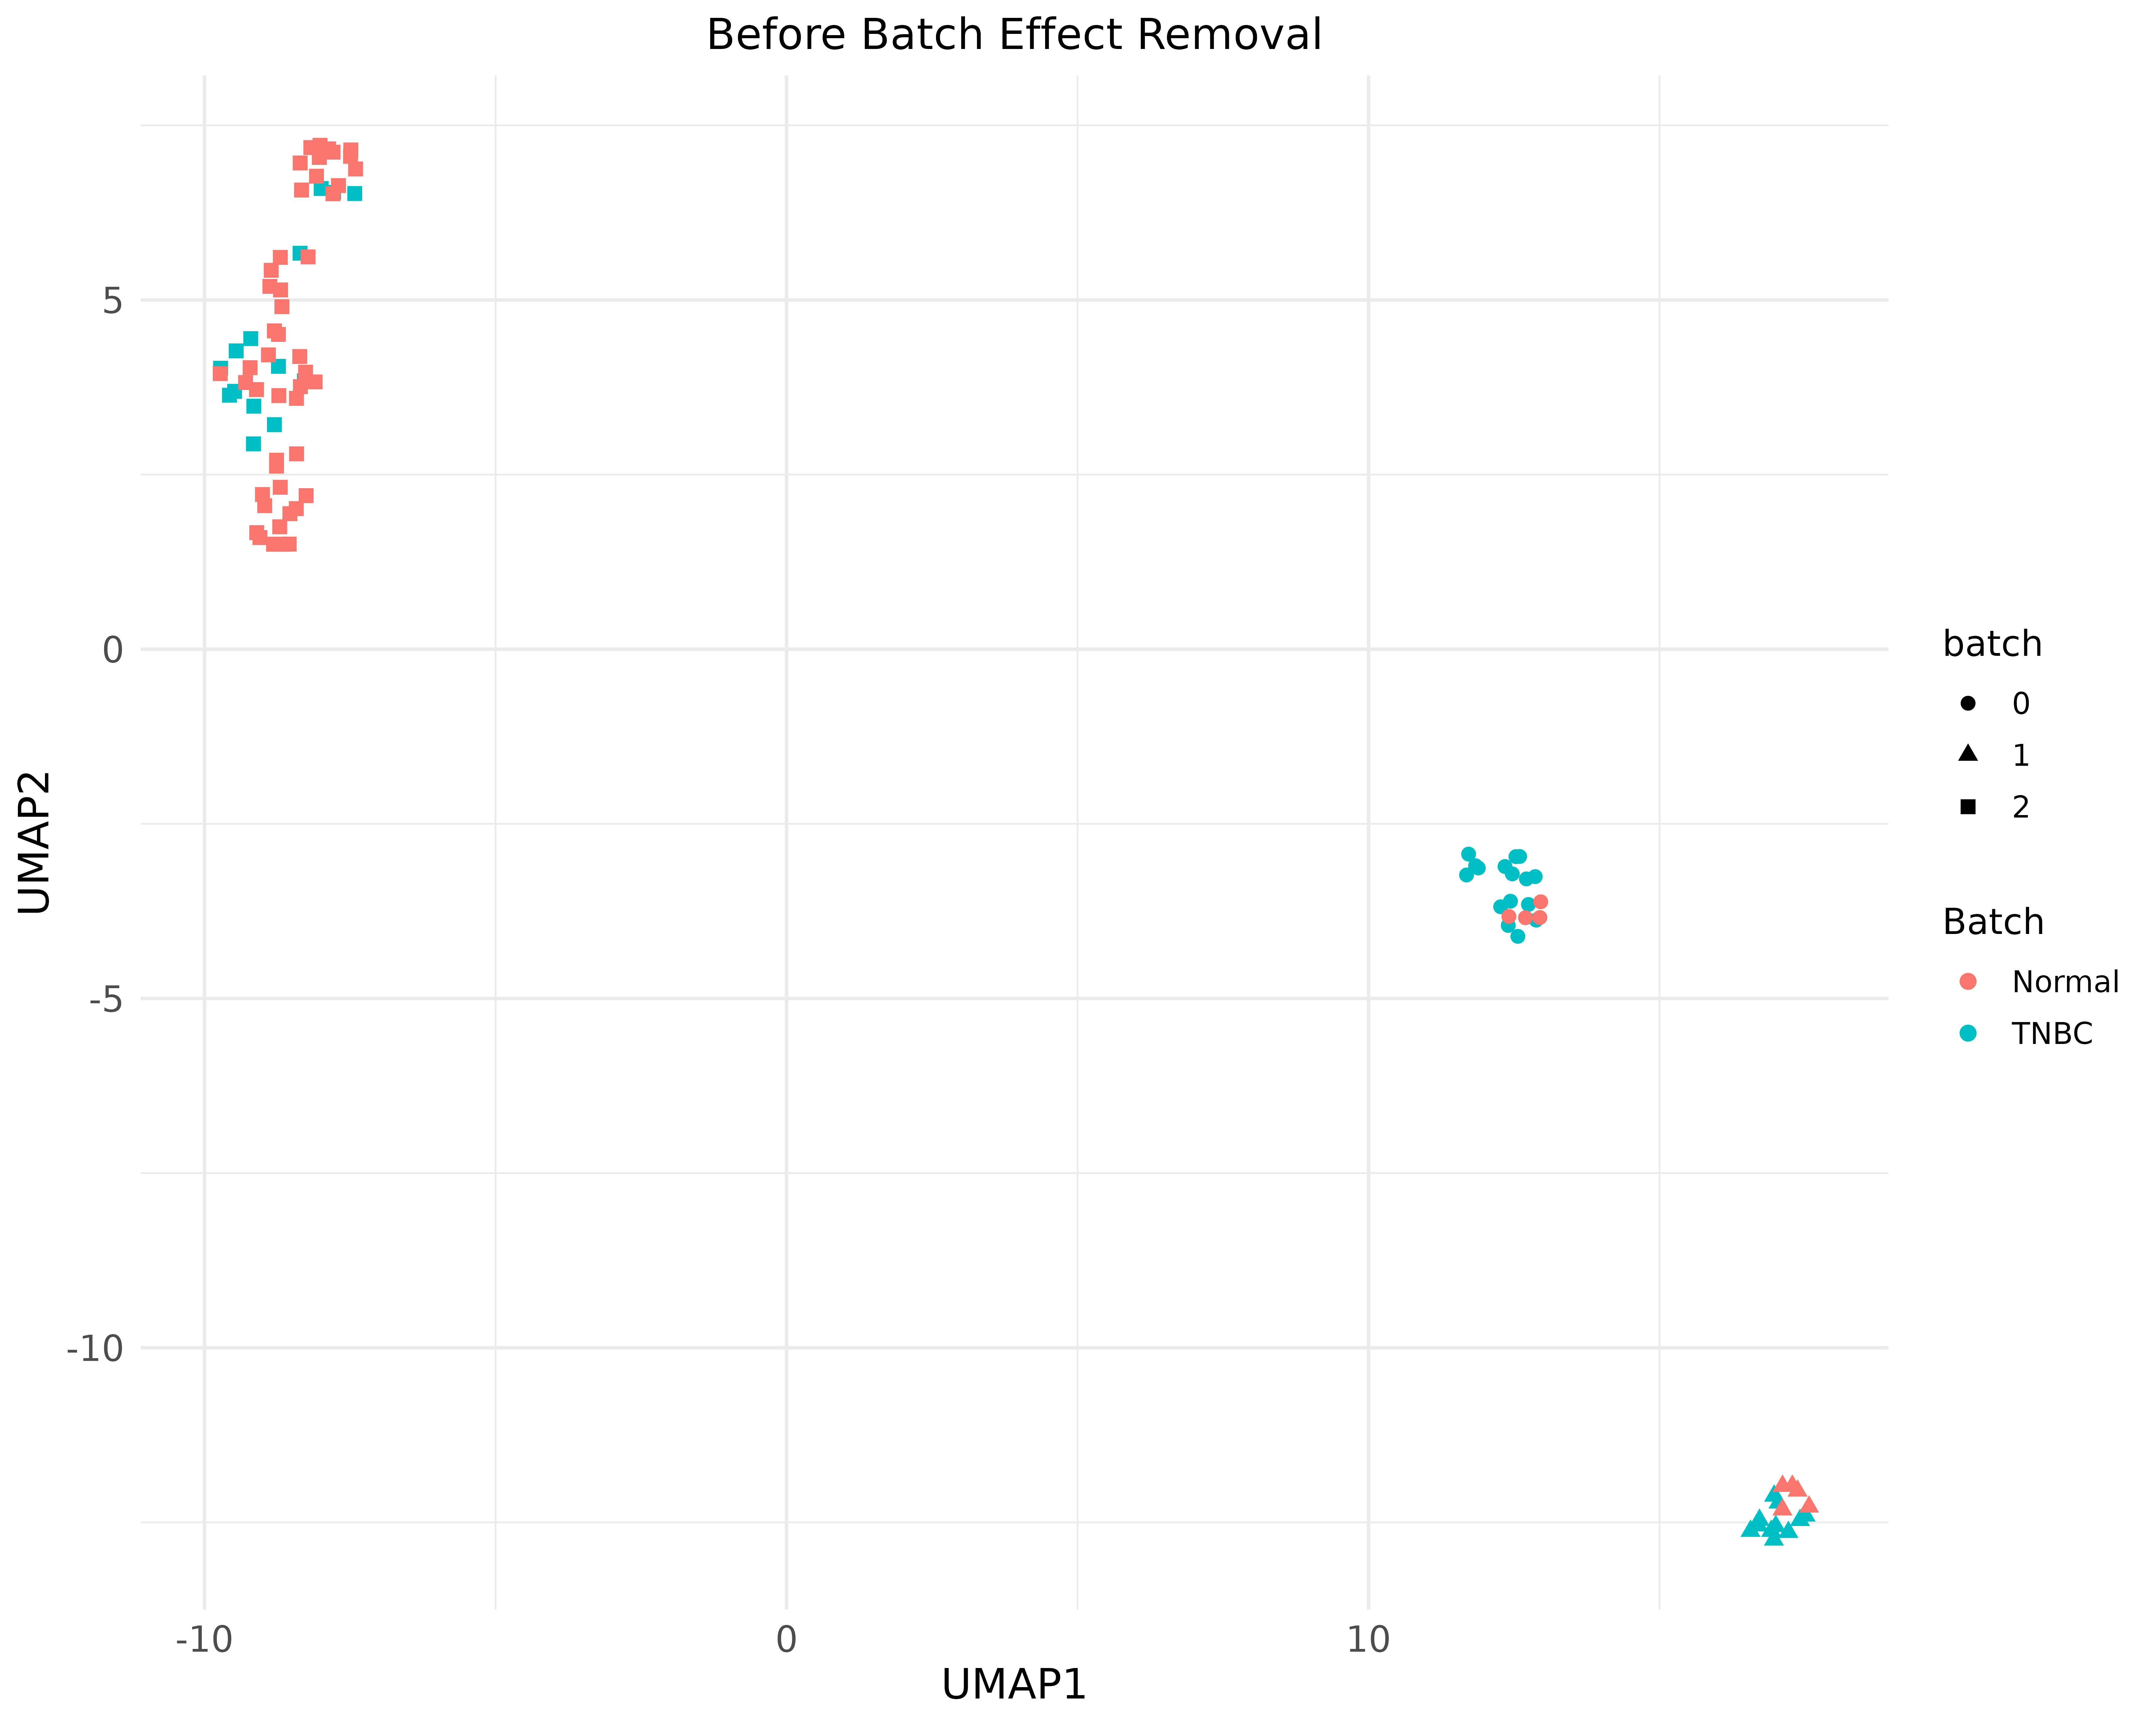 Before Batch Effect Removal
5
0
-5
-10
-10
0
10
UMAP1
UMAP2
batch
0
1
2
Batch
Normal
TNBC